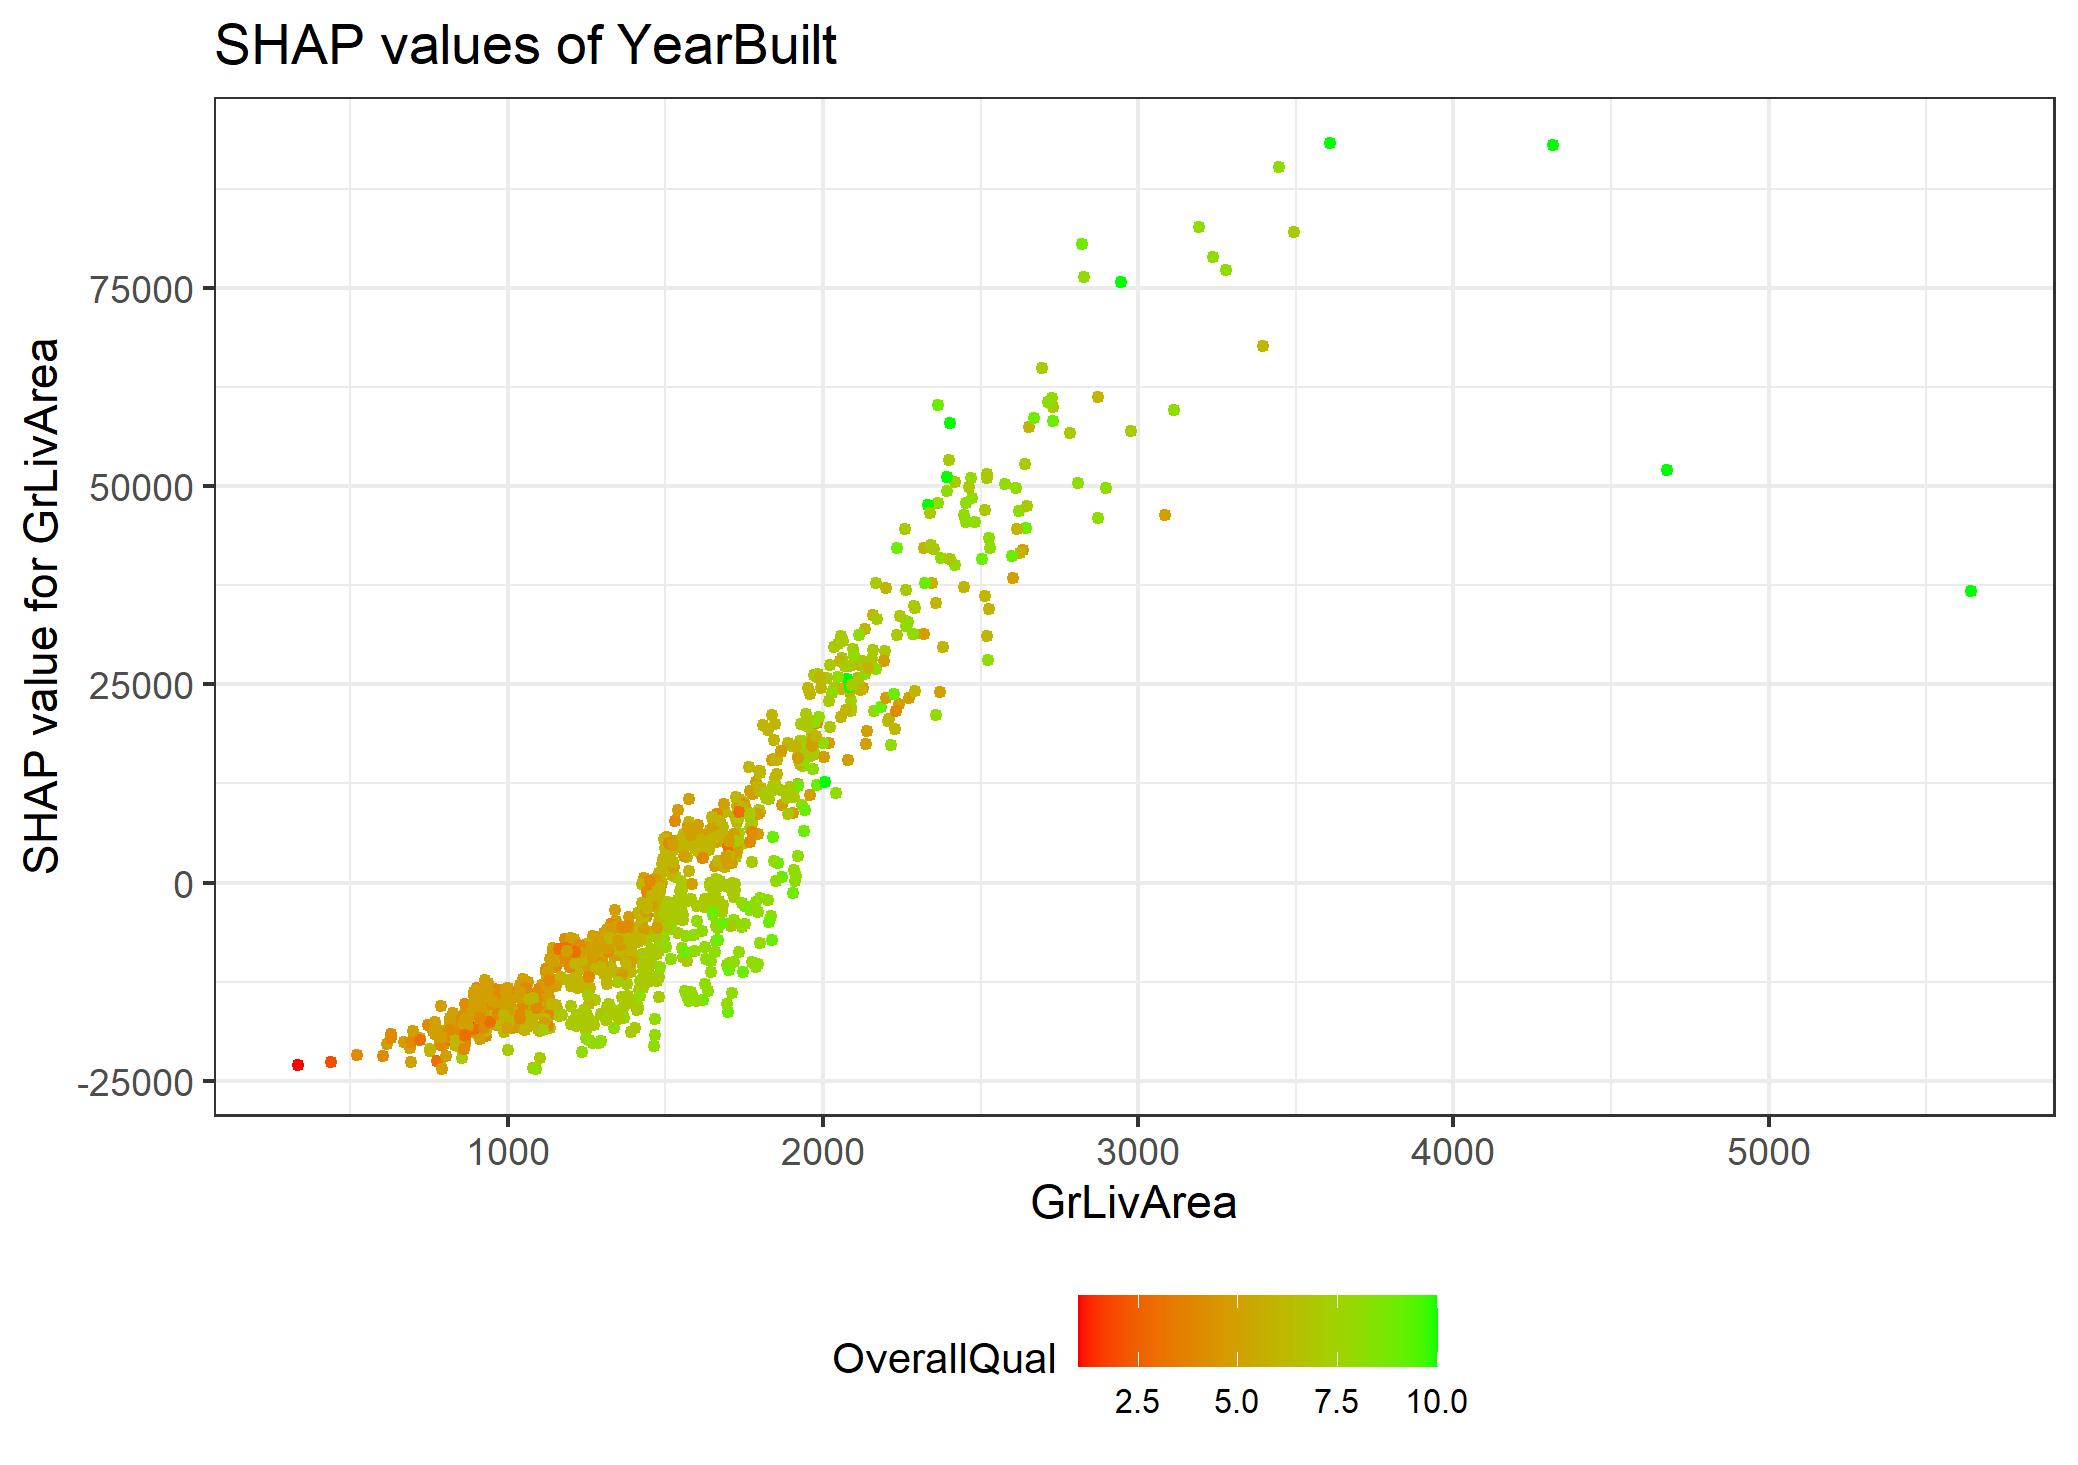 SHAP values of YearBuilt
SHAP value for GrLivArea
75000
50000
25000
0
-25000
1000 2000 3000 4000 5000
GrLivArea
OverallQual
2.5 5.0 7.5 10.0